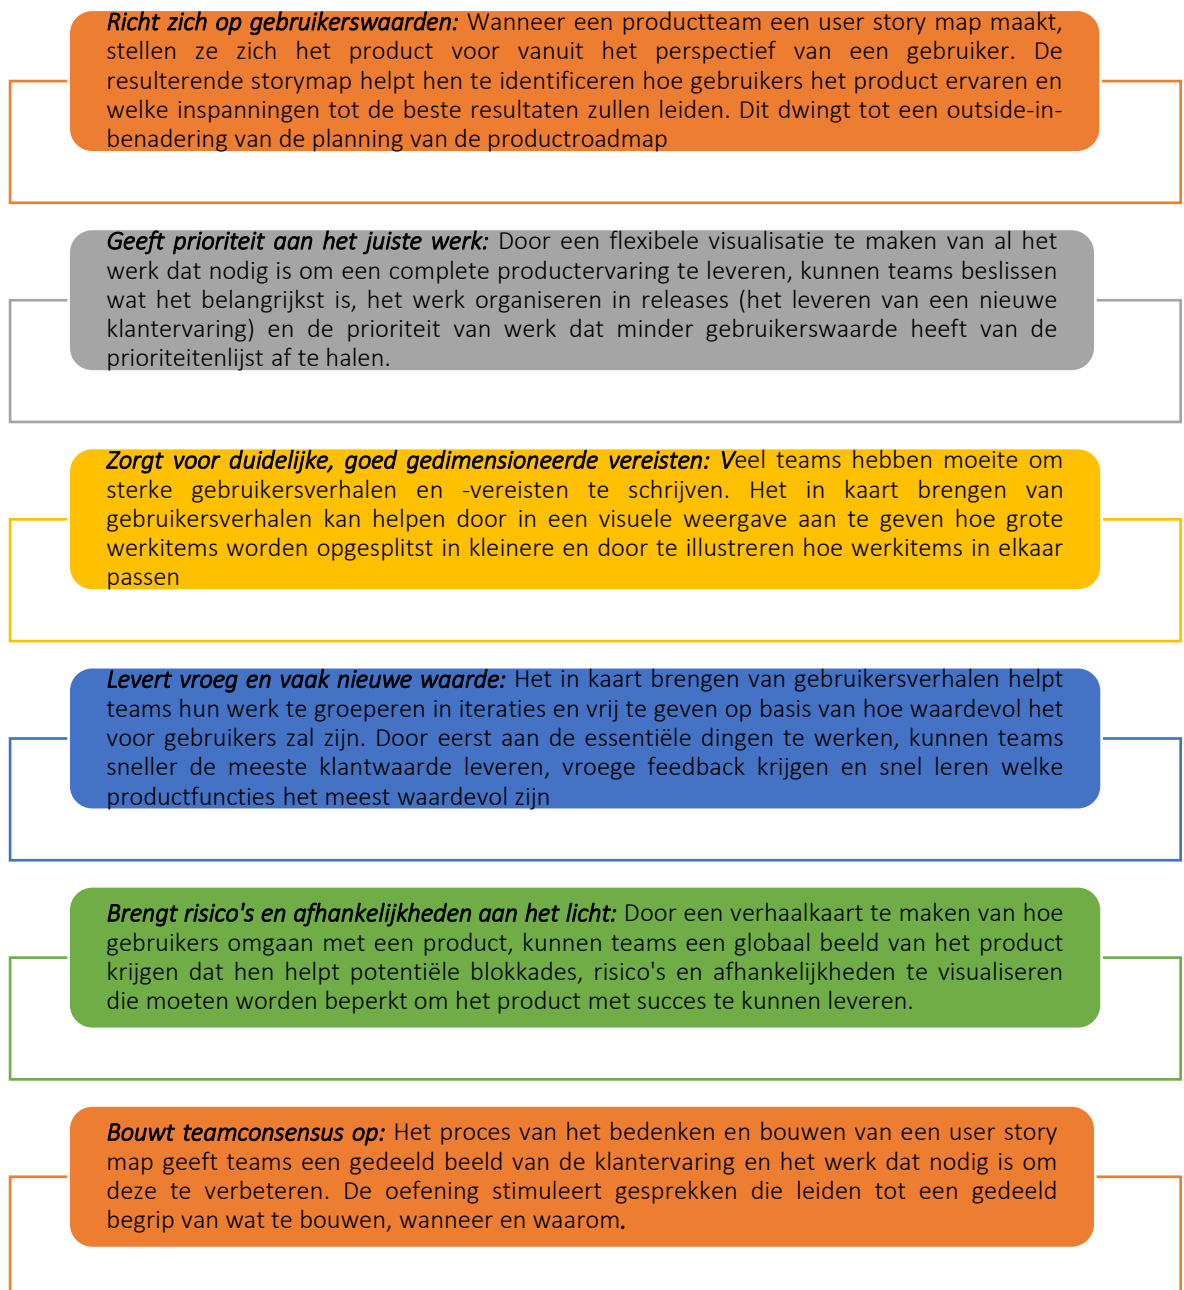 Richt zich op gebruikerswaarden: Wanneer een productteam een user story map maakt,
stellen ze zich het product voor vanuit het perspectief van een gebruiker. De
resulterende storymap helpt hen te identificeren hoe gebruikers het product ervaren en
welke inspanningen tot de beste resultaten zullen leiden. Dit dwingt tot een outside-in-
benadering van de planning van de productroadmap
Geeft prioriteit aan het juiste werk: Door een flexibele visualisatie te maken van al het
werk dat nodig is om een complete productervaring te leveren, kunnen teams beslissen
wat het belangrijkst is, het werk organiseren in releases (het leveren van een nieuwe
klantervaring) en de prioriteit van werk dat minder gebruikerswaarde heeft van de
prioriteitenlijst af te halen.
Zorgt voor duidelijke, goed gedimensioneerde vereisten: Veel teams hebben moeite om
sterke gebruikersverhalen en -vereisten te schrijven. Het in kaart brengen van
gebruikersverhalen kan helpen door in een visuele weergave aan te geven hoe grote
werkitems worden opgesplitst in kleinere en door te illustreren hoe werkitems in elkaar
passen
Levert vroeg en vaak nieuwe waarde: Het in kaart brengen van gebruikersverhalen helpt
teams hun werk te groeperen in iteraties en vrij te geven op basis van hoe waardevol het
voor gebruikers zal zijn. Door eerst aan de essentiële dingen te werken, kunnen teams
sneller de meeste klantwaarde leveren, vroege feedback krijgen en snel leren welke
productfuncties het meest waardevol zijn
Brengt risico's en afhankelijkheden aan het licht: Door een verhaalkaart te maken van hoe
gebruikers omgaan met een product, kunnen teams een globaal beeld van het product
krijgen dat hen helpt potentiële blokkades, risico's en afhankelijkheden te visualiseren
die moeten worden beperkt om het product met succes te kunnen leveren.
Bouwt teamconsensus op: Het proces van het bedenken en bouwen van een user story
map geeft teams een gedeeld beeld van de klantervaring en het werk dat nodig is om
deze te verbeteren. De oefening stimuleert gesprekken die leiden tot een gedeeld
begrip van wat te bouwen, wanneer en waarom.